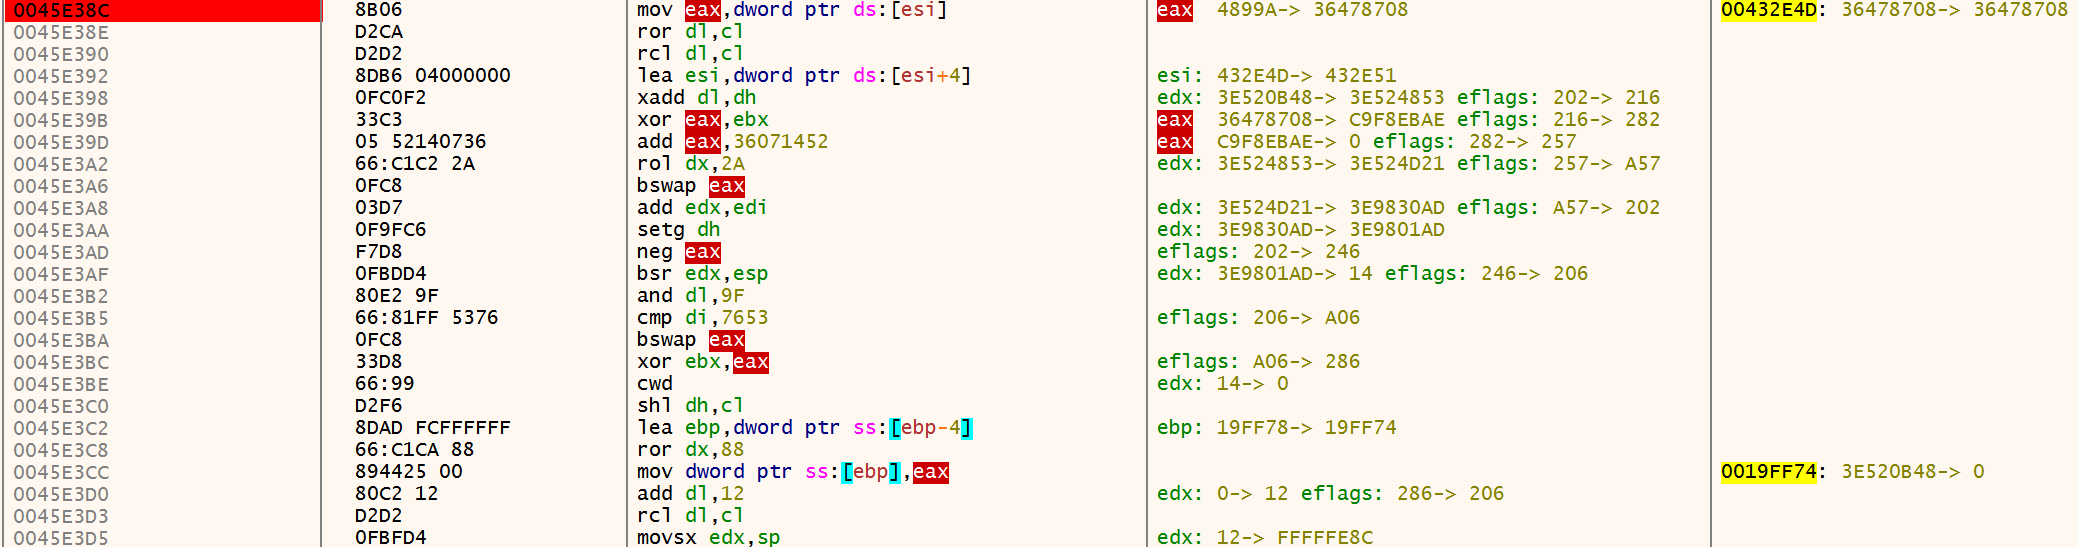 0045E38C 8B06 mov eax,dword ptr ds:[esi] eax 4899A-> 36478708 00432E4D: 36478708-> 36478708
0045E38E D2CA ror dl,cl
0045E390 D2D2 rcl dl,cl
0045E392 8DB6 04000000 lea esi,dword ptr ds:[esi+4] esi: 432E4D-> 432E51
0045E398 0FC0F2 xadd dl,dh edx: 3E520B48-> 3E524853 eflags: 202-> 216
0045E39B 33C3 xor eax,ebx eax 36478708-> C9F8EBAE eflags: 216-> 282
0045E39D 05 52140736 add eax,36071452 eax C9F8EBAE-> 0 eflags: 282-> 257
0045E3A2 66:C1C2 2A rol dx,2A edx: 3E524853-> 3E524D21 eflags: 257-> A57
0045E3A6 0FC8 bswap eax
0045E3A8 03D7 add edx,edi edx: 3E524D21-> 3E9830AD eflags: A57-> 202
0045E3AA 0F9FC6 setg dh edx: 3E9830AD-> 3E9801AD
0045E3AD F7D8 neg eax eflags: 202-> 246
0045E3AF 0FBDD4 bsr edx,esp edx: 3E9801AD-> 14 eflags: 246-> 206
0045E3B2 80E2 9F and dl,9F
0045E3B5 66:81FF 5376 cmp di,7653 eflags: 206-> A06
0045E3BA 0FC8 bswap eax
0045E3BC 33D8 xor ebx,eax eflags: A06-> 286
0045E3BE 66:99 cwd edx: 14-> 0
0045E3C0 D2F6 shl dh,cl
0045E3C2 8DAD FCFFFFFF lea ebp,dword ptr ss:[ebp-4] ebp: 19FF78-> 19FF74
0045E3C8 66:C1CA 88 ror dx,88
0045E3CC 894425 00 mov dword ptr ss:[ebp],eax 0019FF74: 3E520B48-> 0
0045E3D0 80C2 12 add dl,12 edx: 0-> 12 eflags: 286-> 206
0045E3D3 D2D2 rcl dl,cl
0045E3D5 0FBFD4 movsx edx,sp edx: 12-> FFFFFE8C